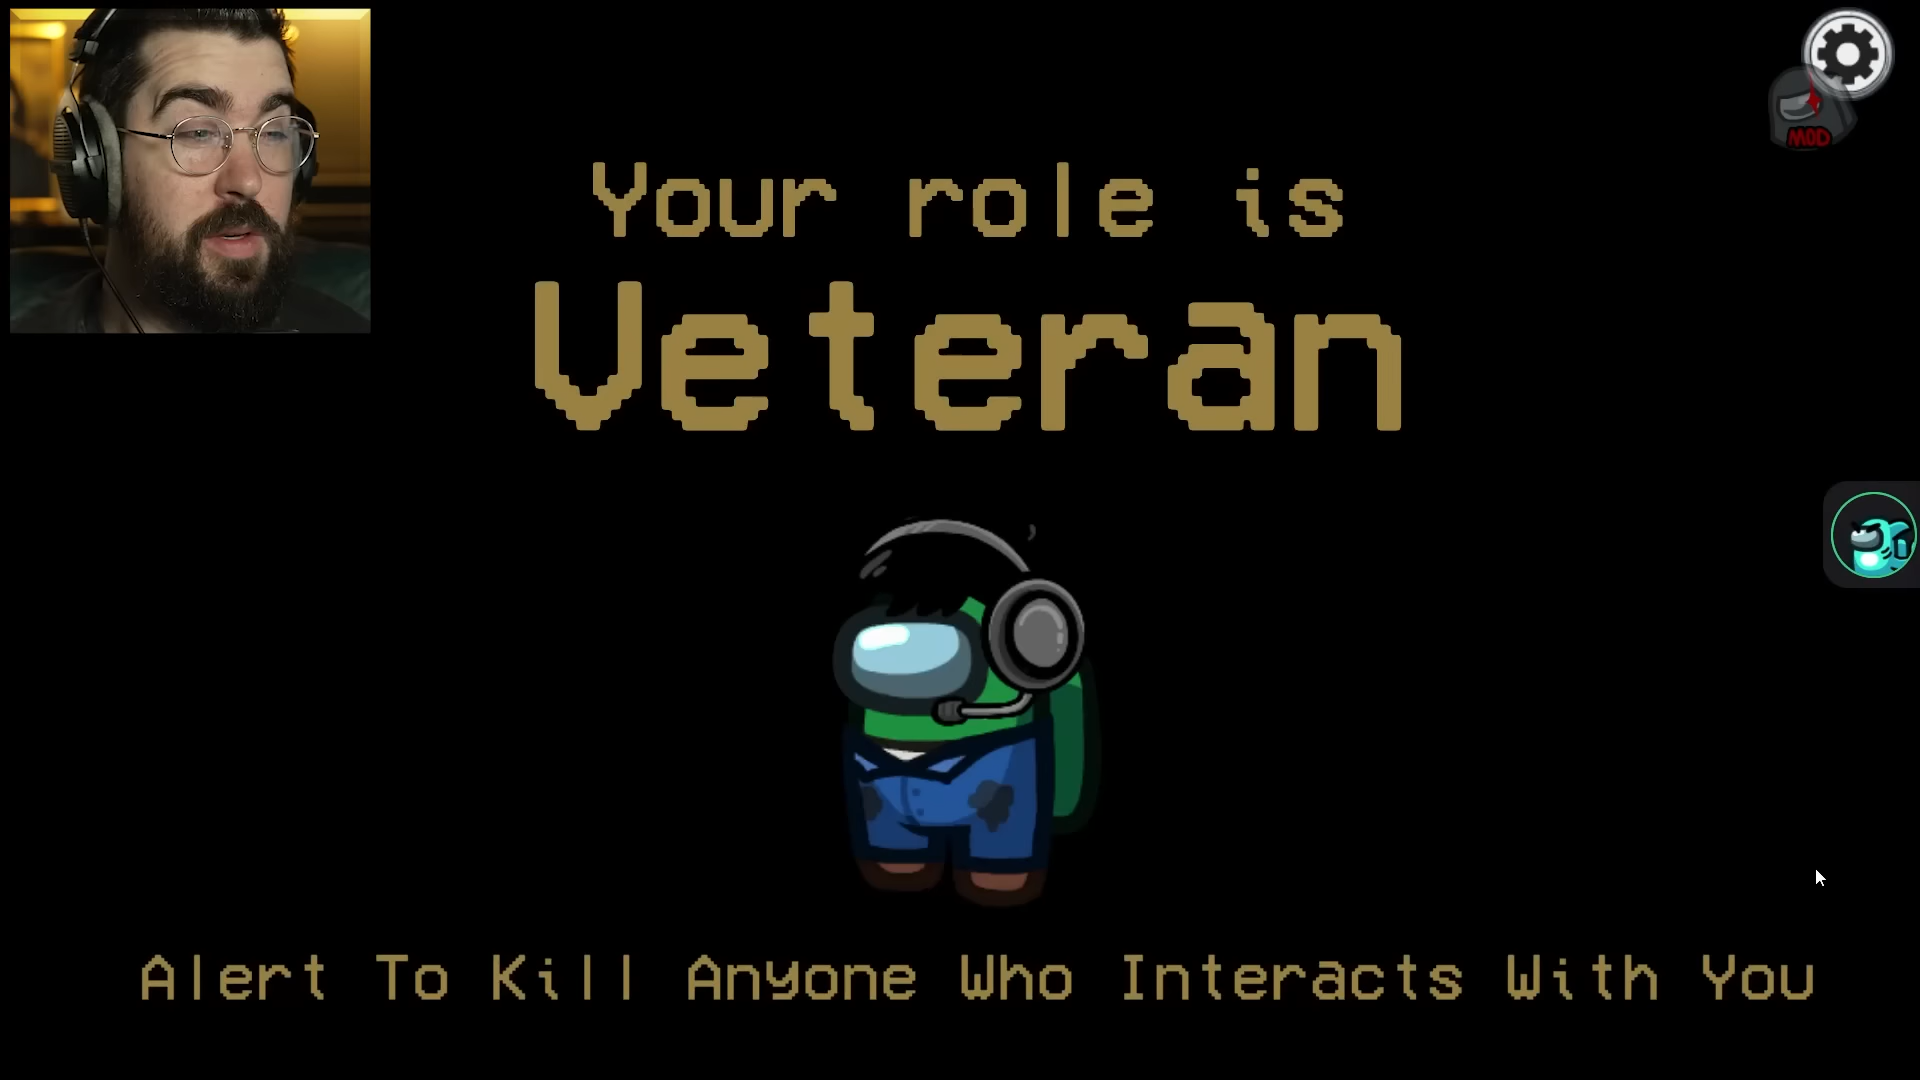 MOD
Your role is
Veteran
Alert To Kill Anyone Who Interacts With You